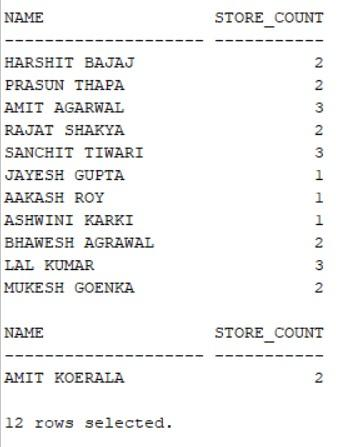 NAME                 STORE_COUNT
-------------------- -----------
HARSHIT BAJAJ                  2
PRASUN THAPA                   2
AMIT AGARWAL                   3
RAJAT SHAKYA                   2
SANCHIT TIWARI                 3
JAYESH GUPTA                   1
AAKASH ROY                     1
ASHWINI KARKI                  1
BHAWESH AGRAWAL                2
LAL KUMAR                      3
MUKESH GOENKA                  2

NAME                 STORE_COUNT
-------------------- -----------
AMIT KOERALA                   2

12 rows selected.